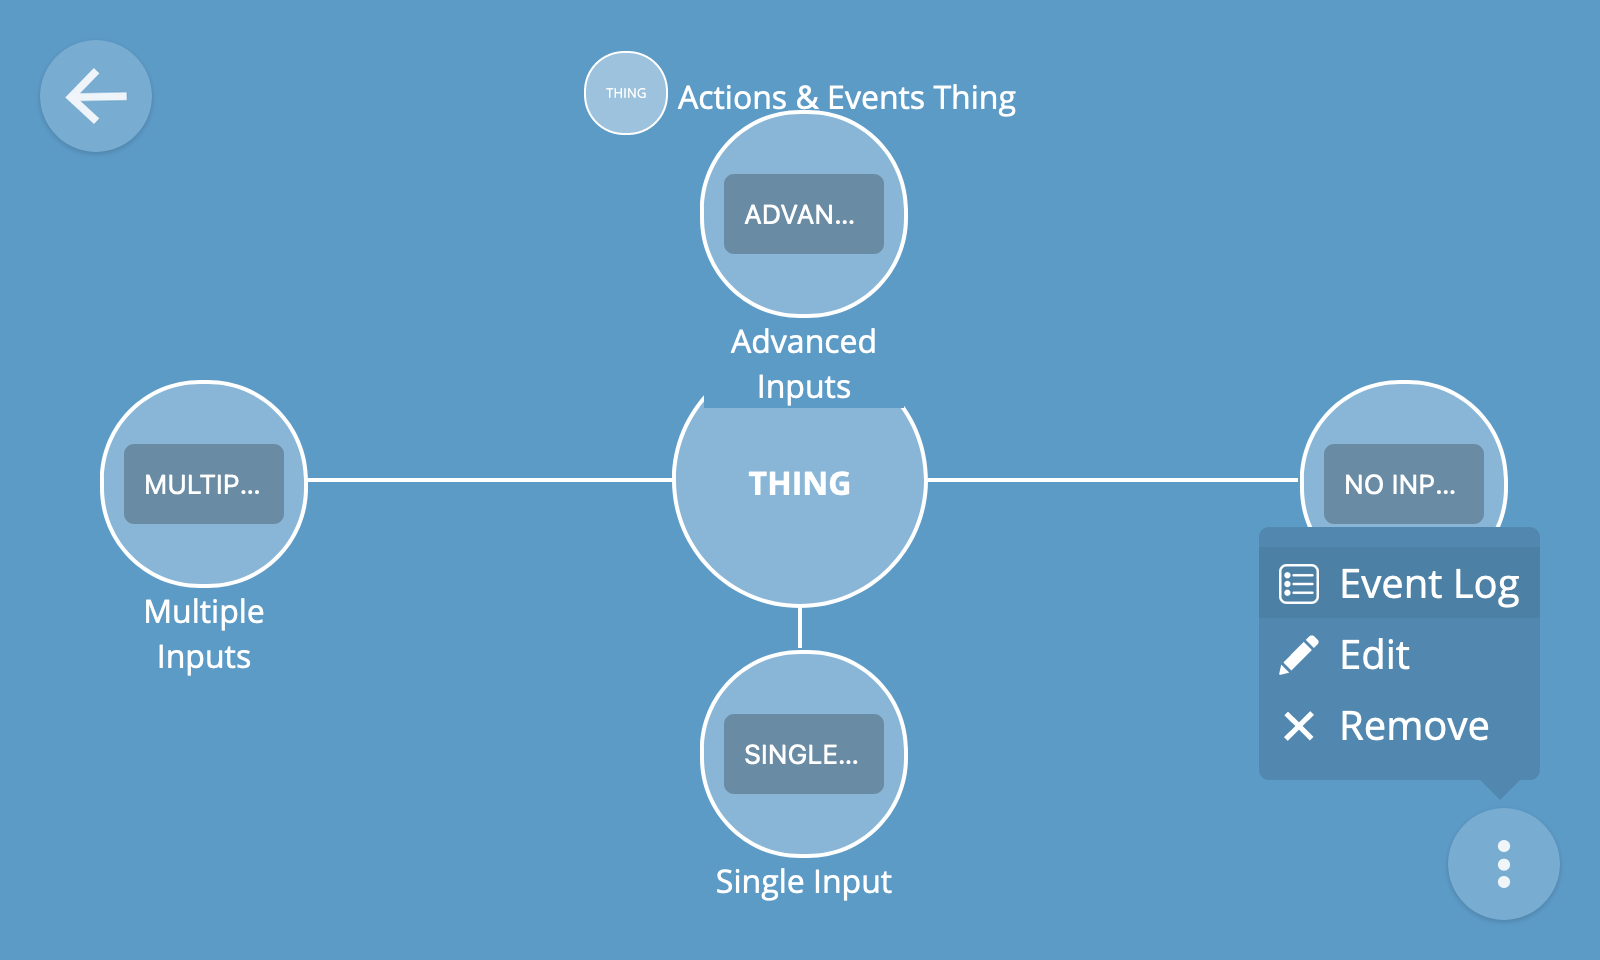 THING
Actions & Events Thing
ADVAN...
Advanced
Inputs
MULTIP...
Multiple
Inputs
THING
NO INP...
SINGLE...
Single Input
Event Log
Edit
Remove